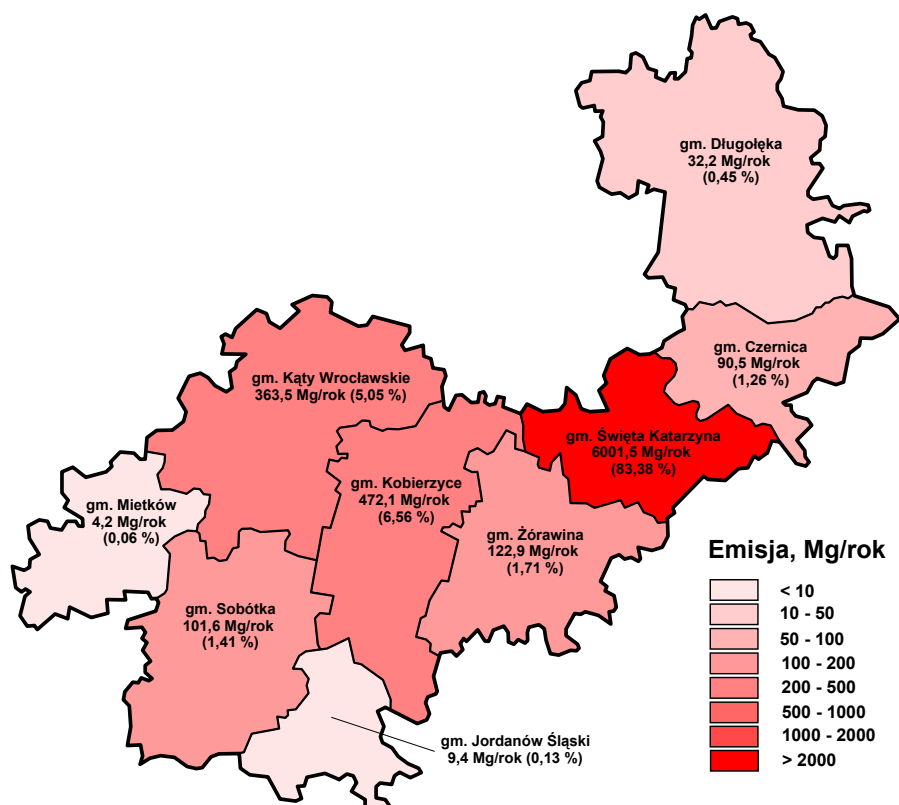 gm. Długołęka
32,2 Mg/rok
(0,45 %)
gm. Czernica
90,5 Mg/rok
(1,26 %)
gm. Kąty Wrocławskie
363,5 Mg/rok (5,05 %)
gm. Święta Katarzyna
6001,5 Mg/rok
(83,38 %)
gm. Kobierzyce
472,1 Mg/rok
(6,56 %)
gm. Mietków
4,2 Mg/rok
(0,06 %)
gm. Żórawina
122,9 Mg/rok
(1,71 %)
gm. Sobótka
101,6 Mg/rok
(1,41 %)
gm. Jordanów Śląski
9,4 Mg/rok (0,13 %)
Emisja, Mg/rok
< 10
10 - 50
50 - 100
100 - 200
200 - 500
500 - 1000
1000 - 2000
> 2000